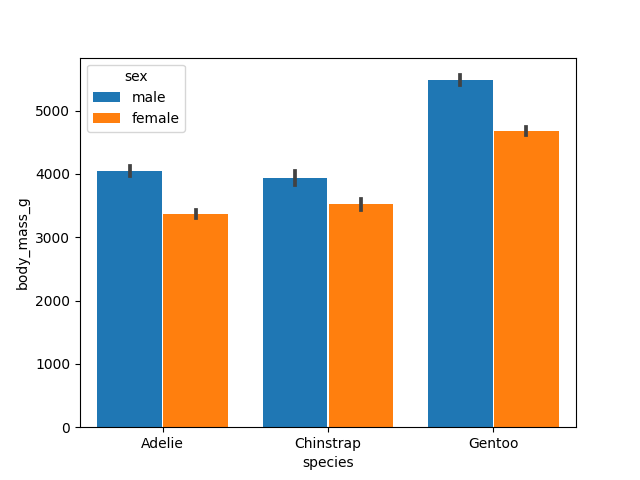 sex
male
female
5000
4000
3000
2000
1000
0
body_mass_g
Adelie Chinstrap Gentoo
species